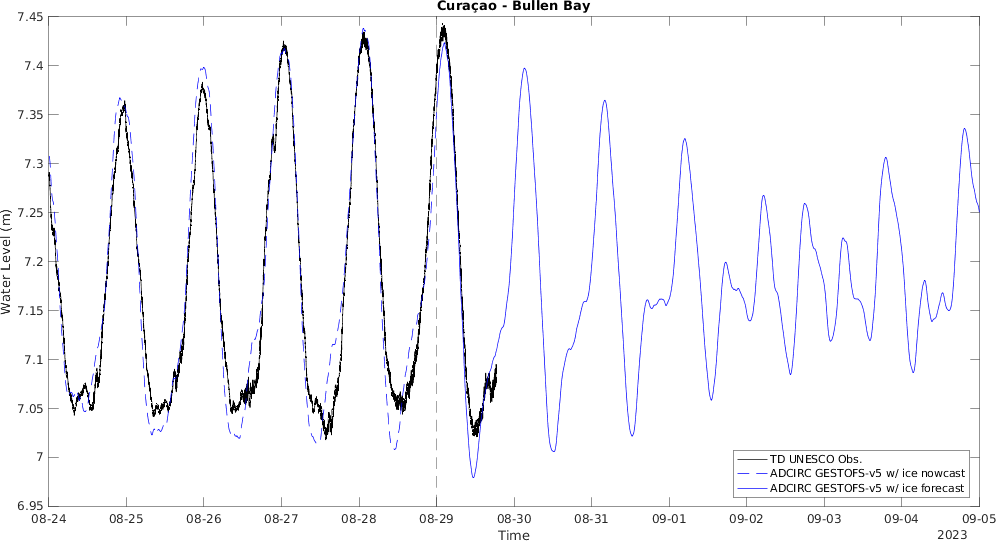 Curaçao - Bullen Bay
7.45
7.4
7.35
7.3
7.25
7.2
7.15
7.1
7.05
7
6.95
Water Level (m)
TD UNESCO Obs.
ADCIRC GESTOFS-v5 w/ ice nowcast
ADCIRC GESTOFS-v5 w/ ice forecast
08-24 08-25 08-26 08-27 08-28 08-29 08-30 08-31 09-01 09-02 09-03 09-04 09-05
Time
2023